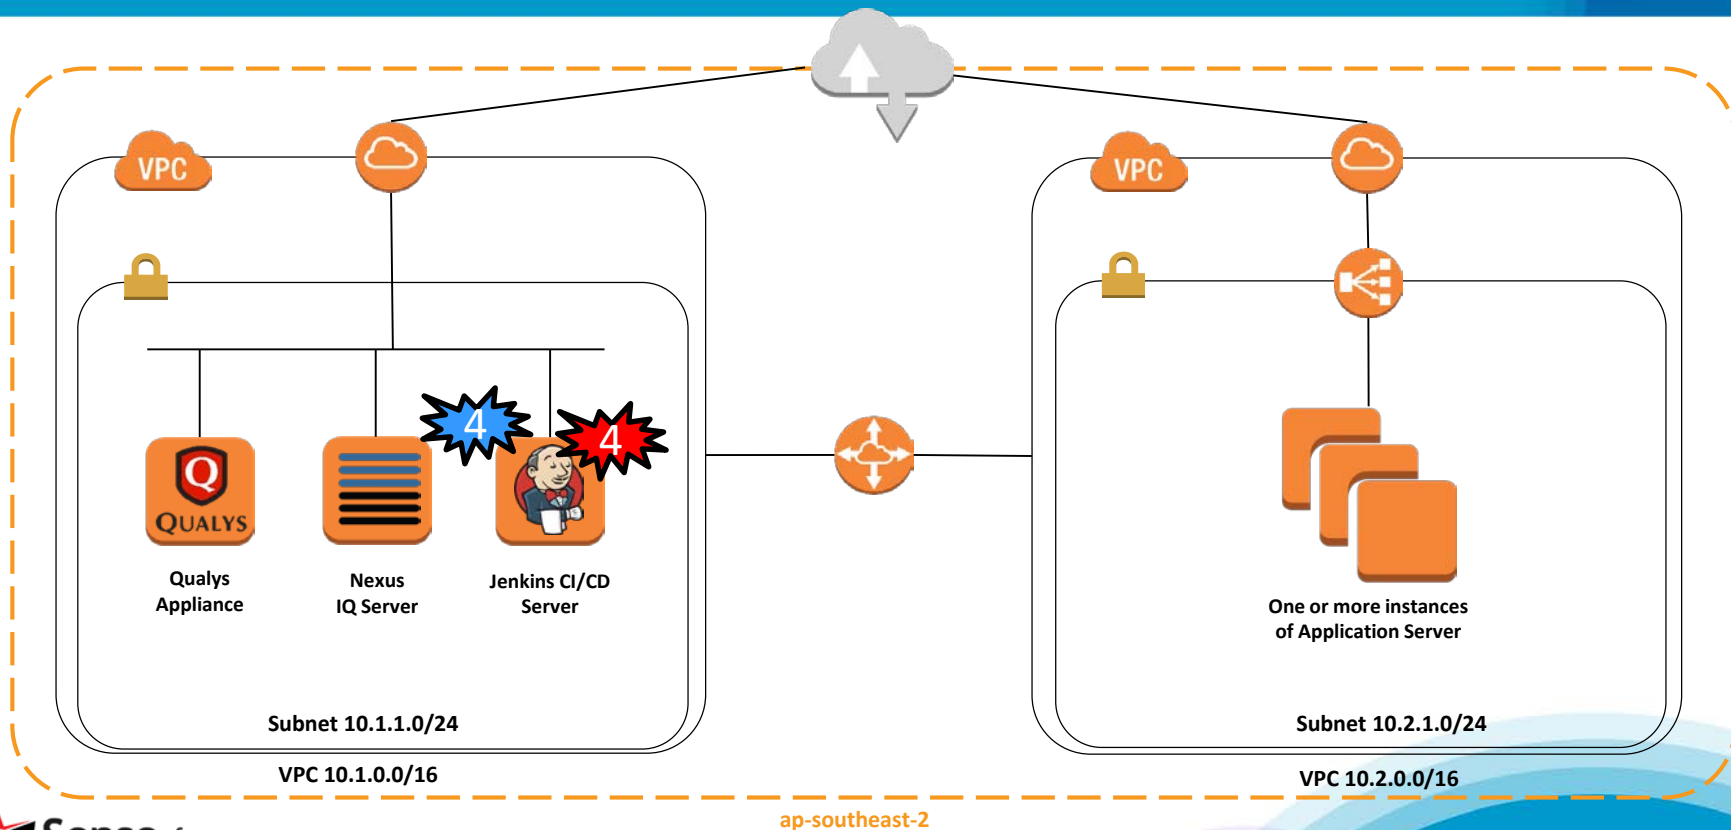 VPC
VPC
4
4
Q
QUALYS
Qualys
Appliance
Nexus
IQ Server
Jenkins CI/CD
Server
One or more instances
of Application Server
Subnet 10.1.1.0/24
Subnet 10.2.1.0/24
VPC 10.1.0.0/16
VPC 10.2.0.0/16
ap-southeast-2